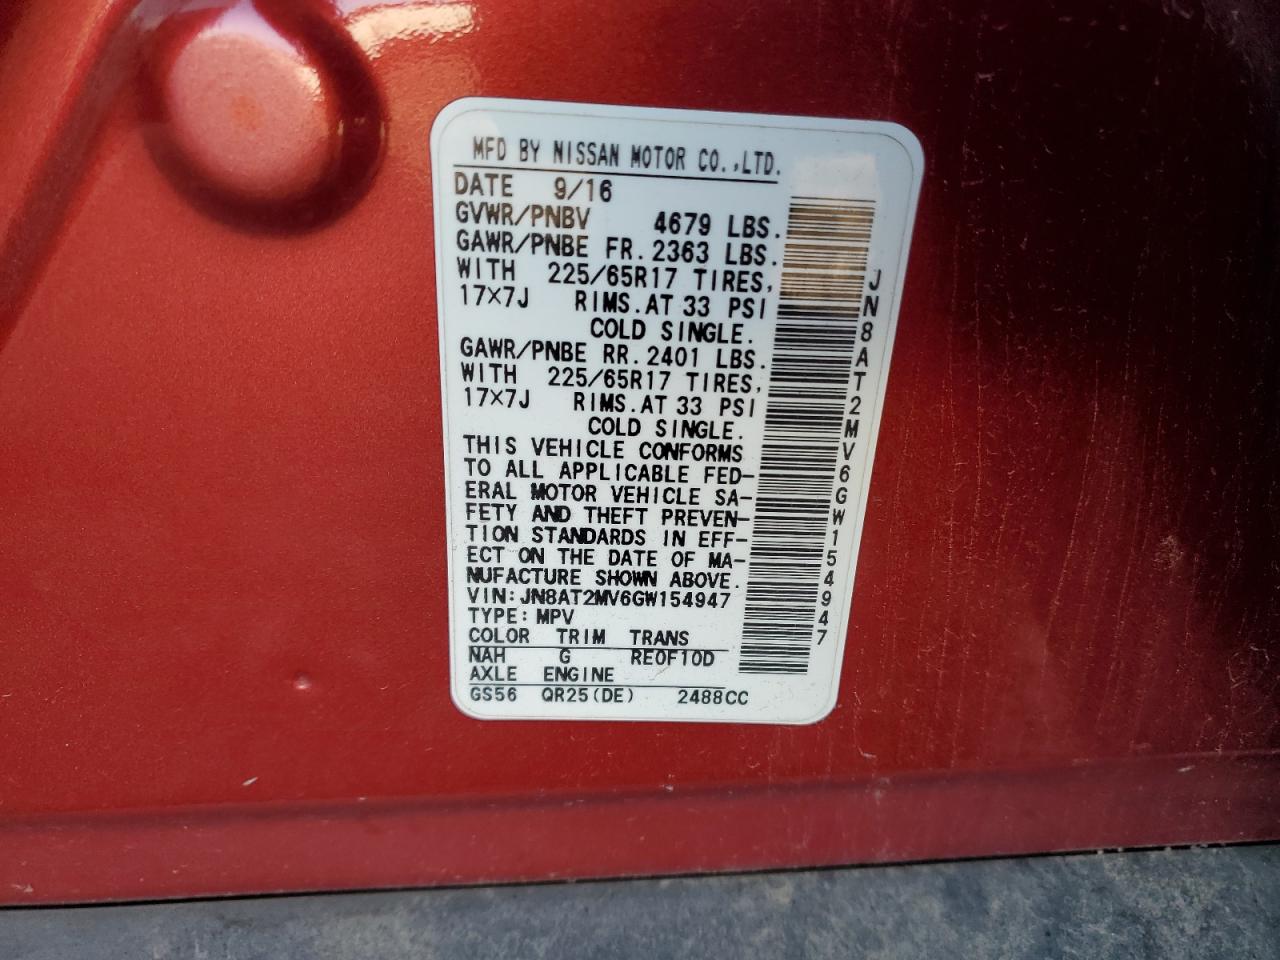 MFD BY NISSAN MOTOR CO.,LTD.
DATE 9/16
GVWR/PNBV 4679 LBS.
GAWR/PNBE FR. 2363 LBS.
WITH 225/65R17 TIRES,
17×7J RIMS. AT 33 PSI
COLD SINGLE.
GAWR/PNBE RR. 2401 LBS.
WITH 225/65R17 TIRES,
17×7J RIMS. AT 33 PSI
COLD SINGLE.
THIS VEHICLE CONFORMS
TO ALL APPLICABLE FED-
ERAL MOTOR VEHICLE SA-
FETY AND THEFT PREVEN-
TION STANDARDS IN EFF-
ECT ON THE DATE OF MA-
NUFACTURE SHOWN ABOVE.
VIN:JN8AT2MV6GW154947
TYPE:MPV
COLOR TRIM TRANS
NAH G RE0F10D
AXLE ENGINE
GS56 QR25(DE) 2488CC
JN8AT2MV6GW154947